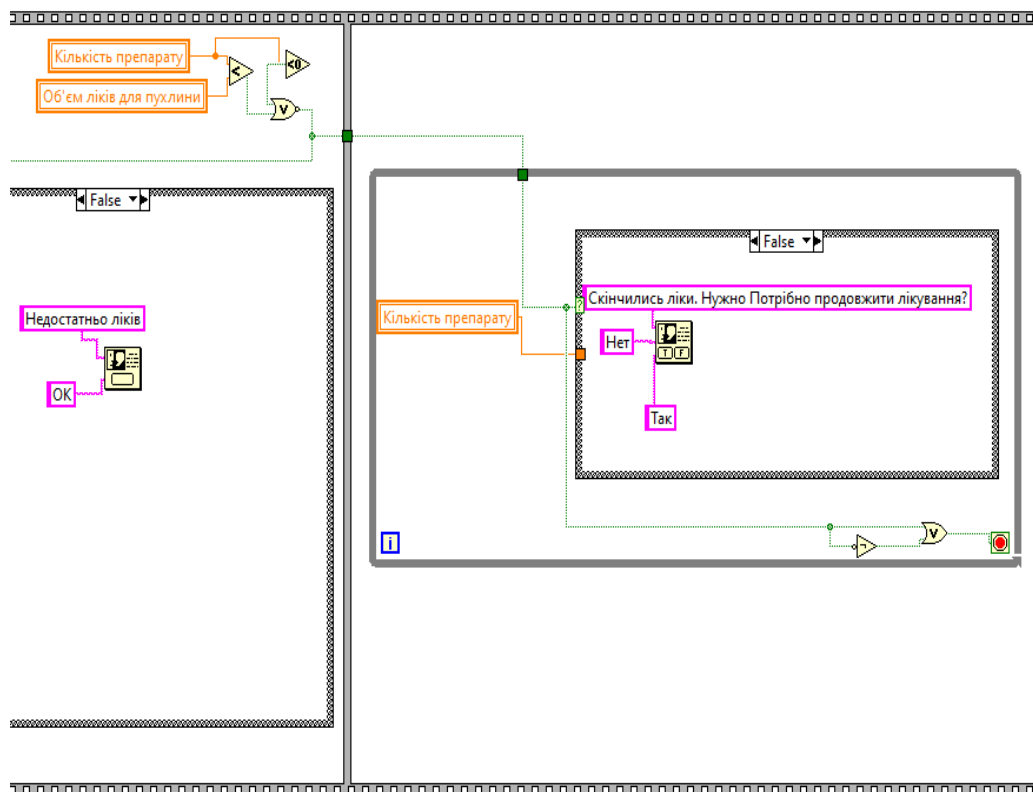 Кількість препарату
Об'єм ліків для пухлини
<
<0
V
False
Недостатньо ліків
OK
False
Скінчились ліки. Нужно Потрібно продовжити лікування?
?
Кількість препарату
Нет
T F
Так
V
¬
i